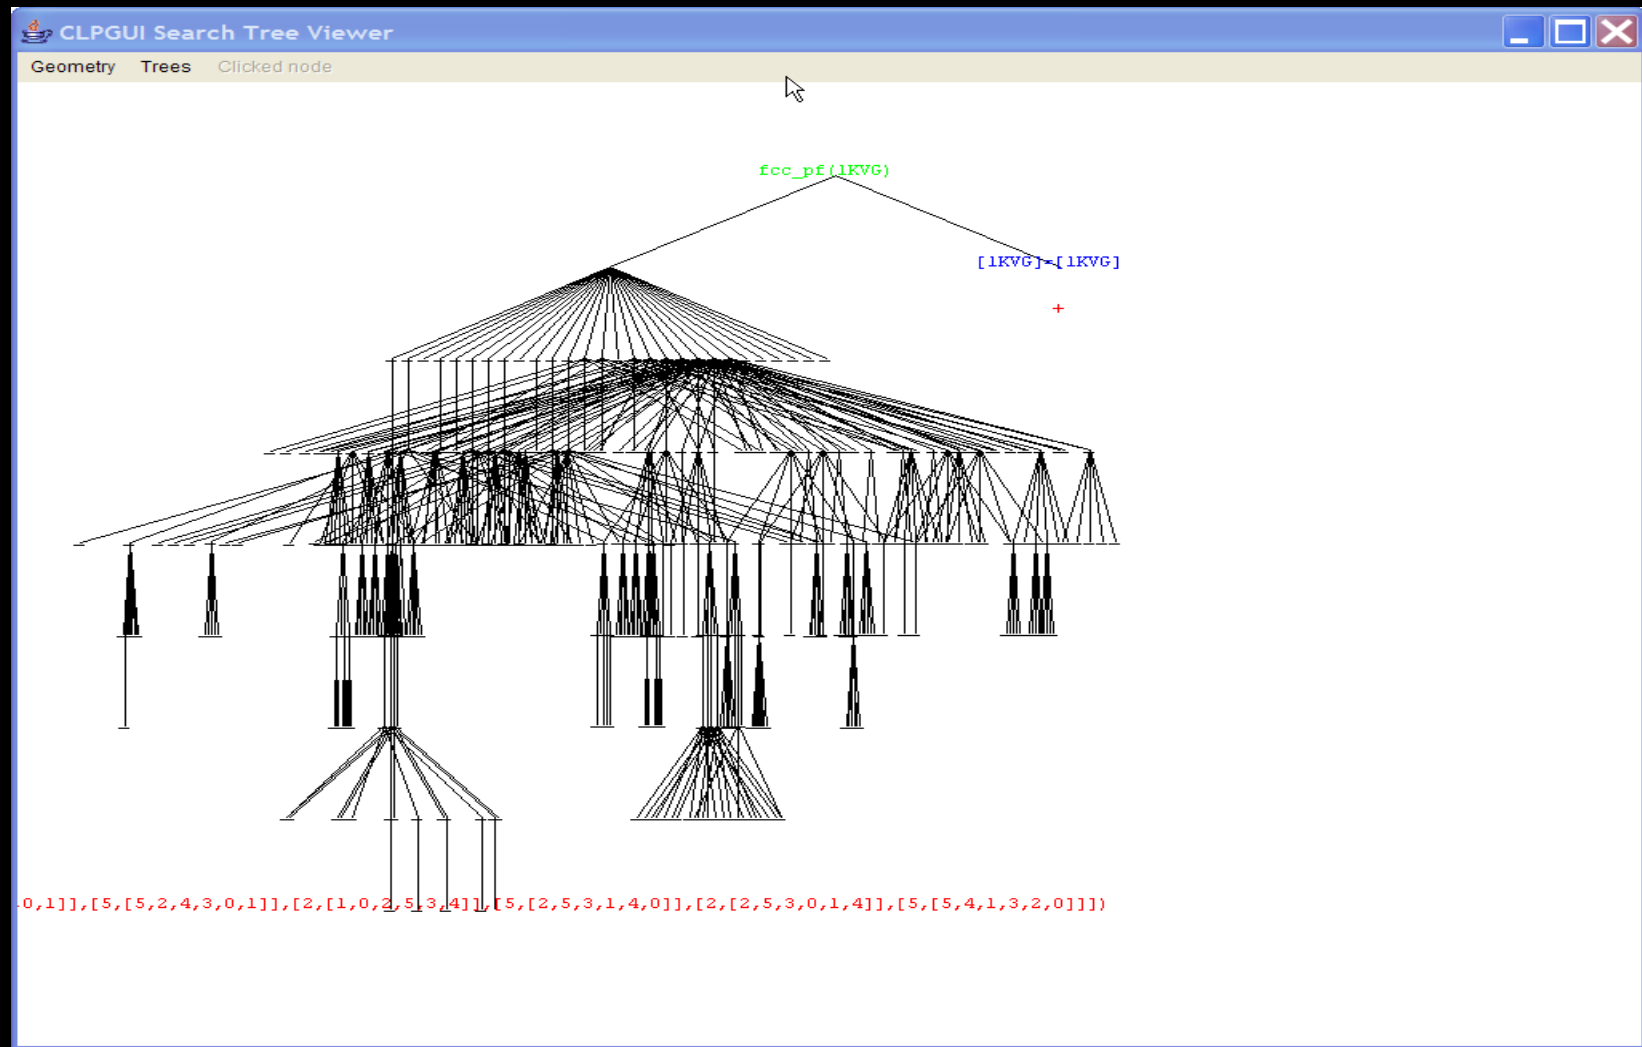 CLPGUI Search Tree Viewer
Geometry Trees Clicked node
fcc_pf(1KVG)
[1KVG]-[1KVG]
+
.0,1]],[5,[5,2,4,3,0,1]],[2,[1,0,2,5,3,4]],[5,[2,5,3,1,4,0]],[2,[2,5,3,0,1,4]],[5,[5,4,1,3,2,0]]])